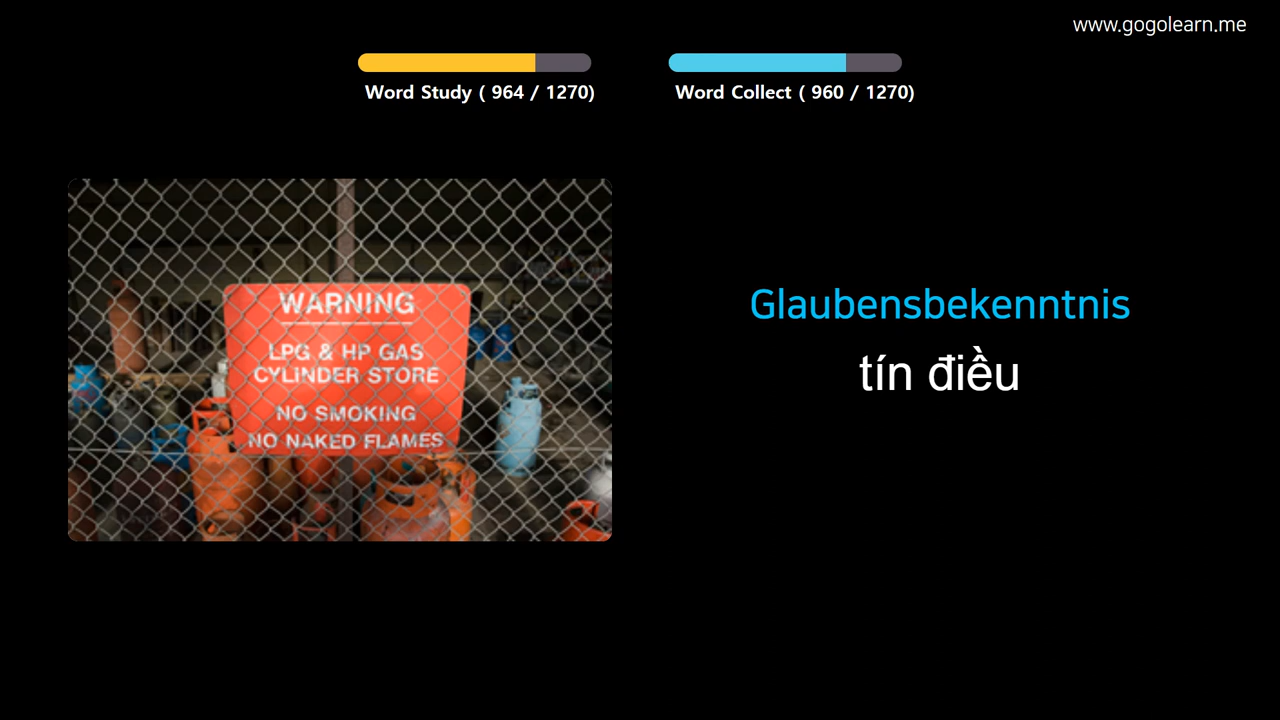 www.gogolearn.me
Word Study ( 964 / 1270)
Word Collect ( 960 / 1270)
WARNING
LPG & HP GAS
CYLINDER STORE
NO SMOKING
NO NAKED FLAMES
Glaubensbekenntnis
tín điều